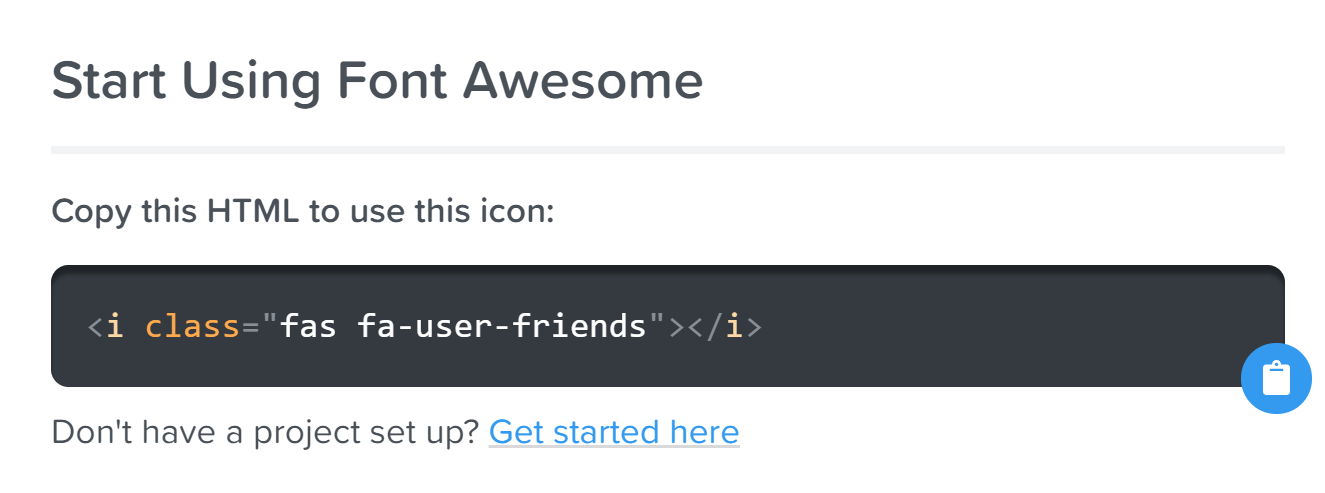 Start Using Font Awesome
Copy this HTML to use this icon:
<i class="fas fa-user-friends"></i>
Don't have a project set up? Get started here